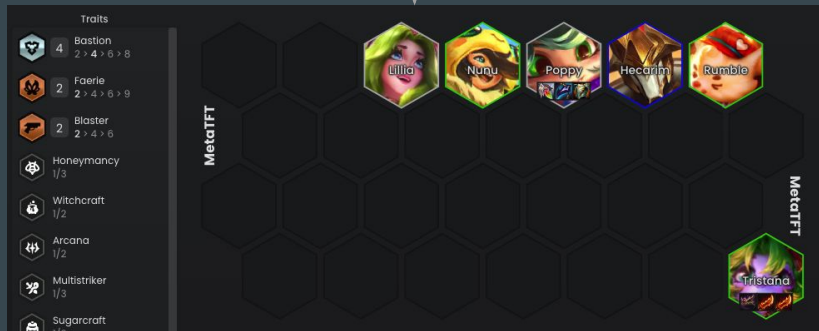 Traits
4 Bastion
2 > 4 > 6 > 8
2 Faerie
2 > 4 > 6 > 9
2 Blaster
2 > 4 > 6
Honeymancy
1/3
Witchcraft
1/2
Arcana
1/2
Multistriker
1/3
Sugarcraft
MetaTFT
Lillia
Nunu
Poppy
Hecarim
Rumble
MetaTFT
Tristana